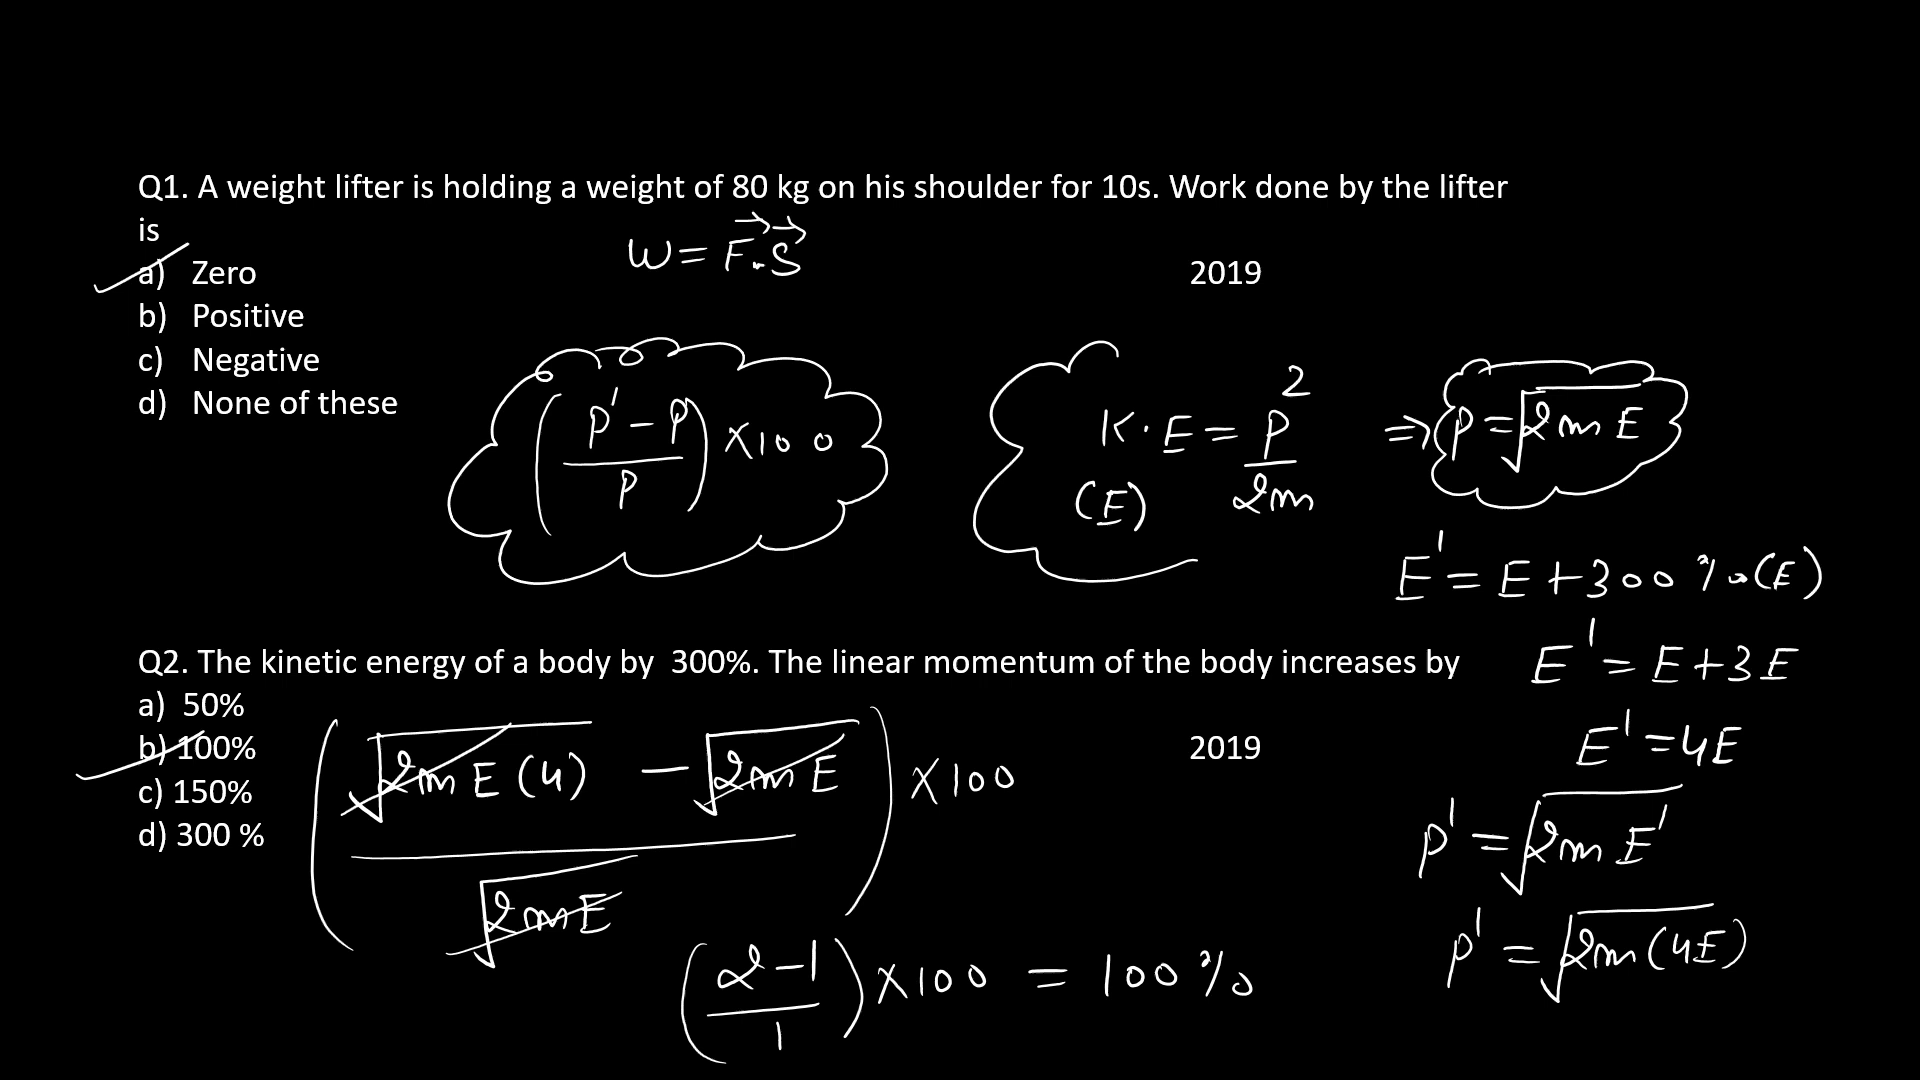 Q1. A weight lifter is holding a weight of 80 kg on his shoulder for 10s. Work done by the lifter
is
W = F⃗.S⃗
a) Zero
2019
b) Positive
c) Negative
d) None of these
(p' - p / p) X100
K.E = p² / 2m ⇒ p = √2mE
(E)
E' = E + 300 % (E)
Q2. The kinetic energy of a body by  300%. The linear momentum of the body increases by
E' = E + 3E
a) 50%
b) 100%
2019
E' = 4E
c) 150%
d) 300 %
(√2mE(4) - √2mE / √2mE) X100
p' = √2mE'
p' = √2m(4E)
(2-1 / 1) X100 = 100 %